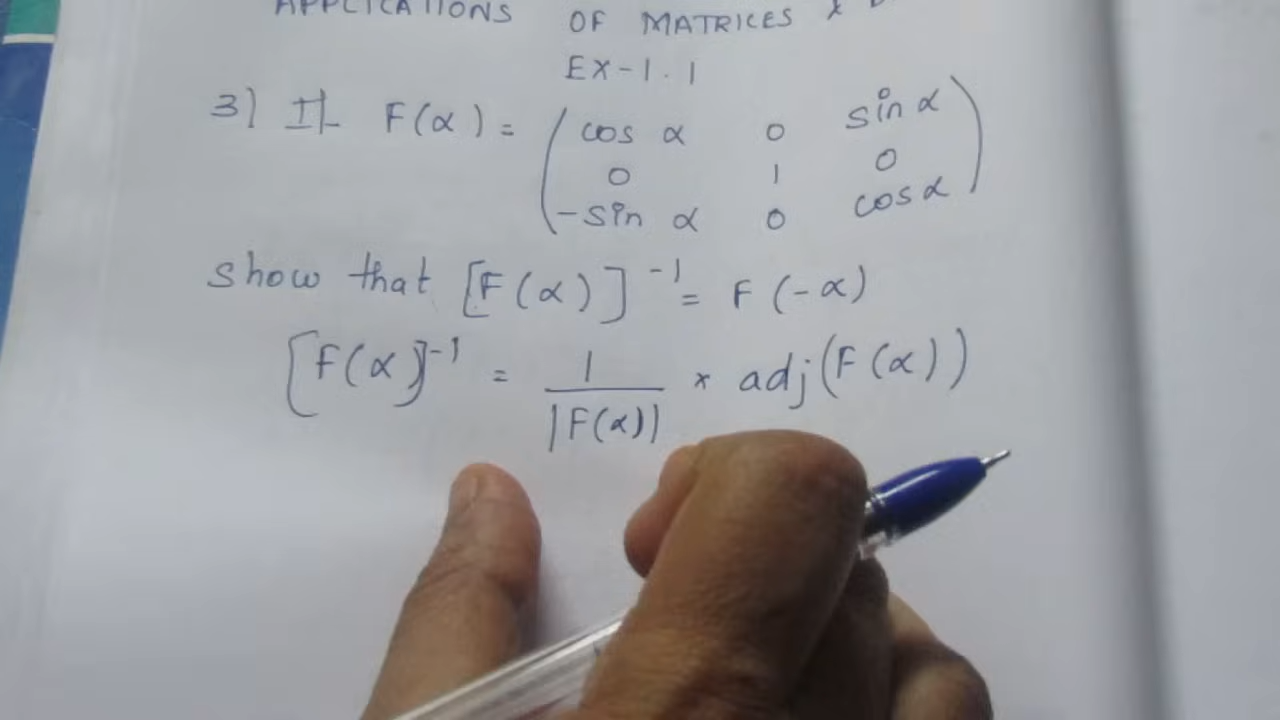 APPLICATIONS OF MATRICES &
EX-1.1
3) If F(α) = ( cos α 0 sin α
0 1 0
-sin α 0 cos α )
show that [F(α)]⁻¹ = F(-α)
[F(α)]⁻¹ = 1/|F(α)| × adj(F(α))